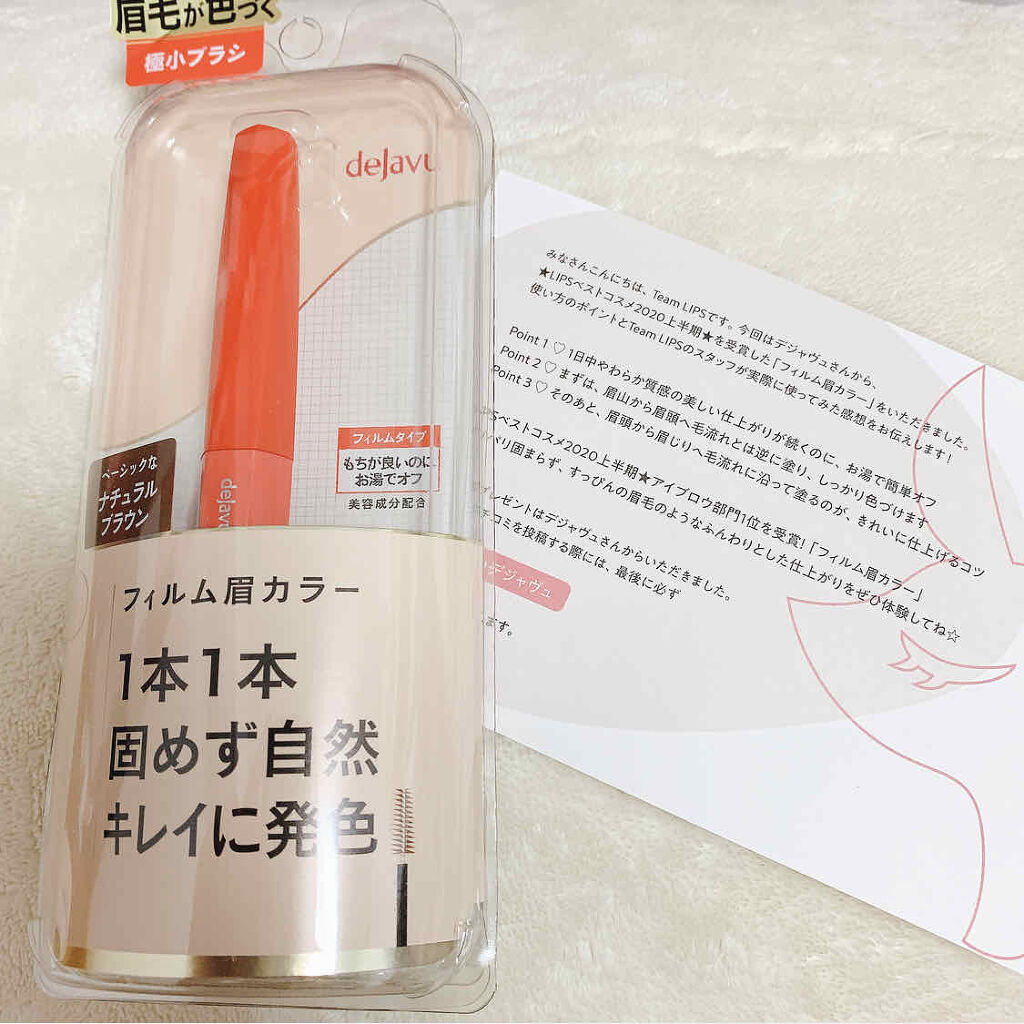 眉毛が色づく
極小ブラシ
dejavu
フィルムタイプ
もちが良いのに
お湯でオフ
美容成分配合
ベーシックな
ナチュラル
ブラウン
dejavu
フィルム眉カラー
1本1本
固めず自然
キレイに発色
みなさんこんにちは、Team LIPSです。今回はデジャヴュさんから、
★LIPSベストコスメ2020上半期★を受賞した「フィルム眉カラー」をいただきました。
使い方のポイントとTeam LIPSのスタッフが実際に使ってみた感想をお伝えします!
Point 1 ♡ 1日中やわらか質感の美しい仕上がりが続くのに、お湯で簡単オフ
Point 2 ♡ まずは、眉山から眉頭へ毛流れとは逆に塗り、しっかり色づけます
Point 3 ♡ そのあと、眉頭から眉じりへ毛流れに沿って塗るのが、きれいに仕上げるコツ
ベストコスメ2020上半期★アイブロウ部門1位を受賞!「フィルム眉カラー」
バリ固まらず、すっぴんの眉毛のようなふんわりとした仕上がりをぜひ体験してね☆
プレゼントはデジャヴュさんからいただきました。
コミを投稿する際には、最後に必ず
デジャヴュ
ます。